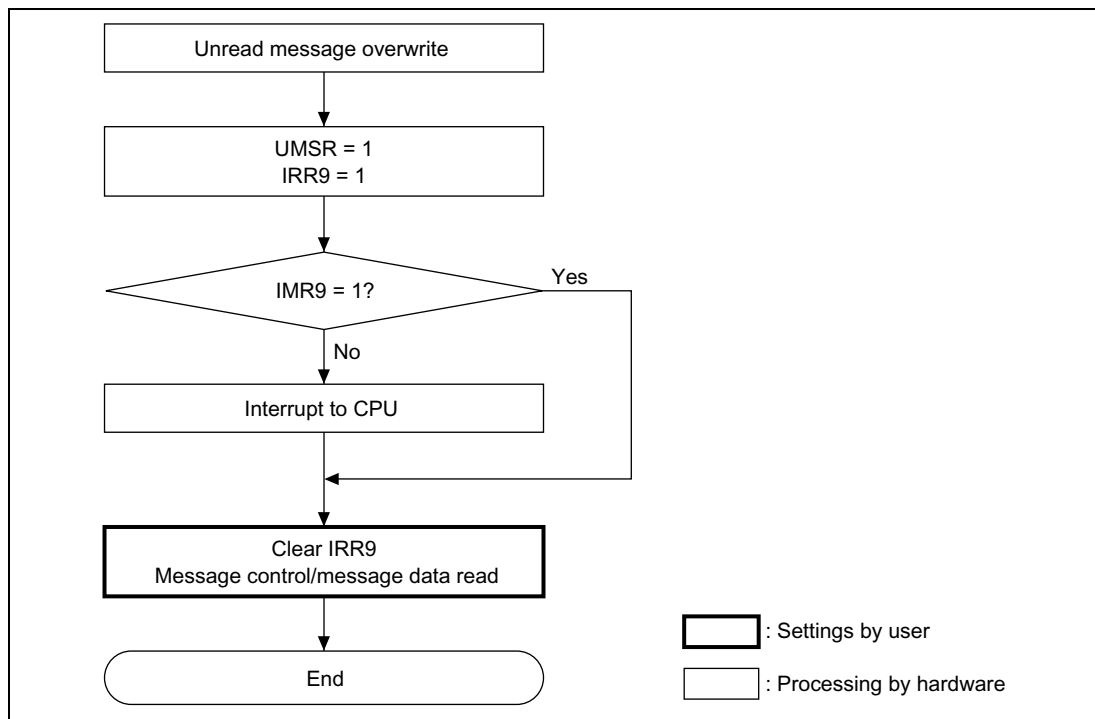 Unread message overwrite
UMSR = 1
IRR9 = 1
IMR9 = 1?
Yes
No
Interrupt to CPU
Clear IRR9
Message control/message data read
End
: Settings by user
: Processing by hardware